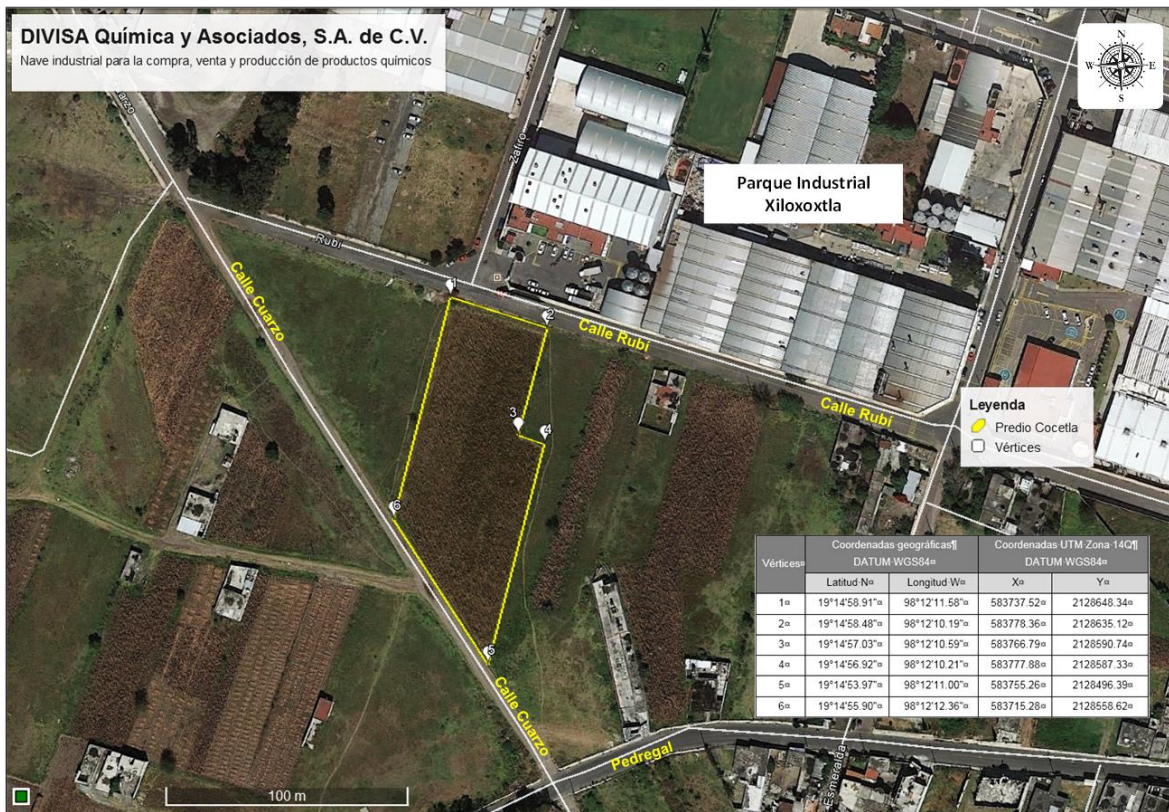 DIVISA Química y Asociados, S.A. de C.V.
Nave industrial para la compra, venta y producción de productos químicos
N
W E
S
Zafiro
Parque Industrial
Xiloxoxtla
Rubí
Calle Cuarzo
1
2
Calle Rubí
Calle Rubí
3
4
Leyenda
Predio Cocetla
Vértices
6
5
Calle Cuarzo
Pedregal
Esmeralda
100 m
Vértices¤ Coordenadas·geográficas¶ Coordenadas·UTM·Zona·14Q¶
DATUM·WGS84¤ DATUM·WGS84¤
Latitud·N¤ Longitud·W¤ X¤ Y¤
1¤ 19°14'58.91"¤ 98°12'11.58"¤ 583737.52¤ 2128648.34¤
2¤ 19°14'58.48"¤ 98°12'10.19"¤ 583778.36¤ 2128635.12¤
3¤ 19°14'57.03"¤ 98°12'10.59"¤ 583766.79¤ 2128590.74¤
4¤ 19°14'56.92"¤ 98°12'10.21"¤ 583777.88¤ 2128587.33¤
5¤ 19°14'53.97"¤ 98°12'11.00"¤ 583755.26¤ 2128496.39¤
6¤ 19°14'55.90"¤ 98°12'12.36"¤ 583715.28¤ 2128558.62¤